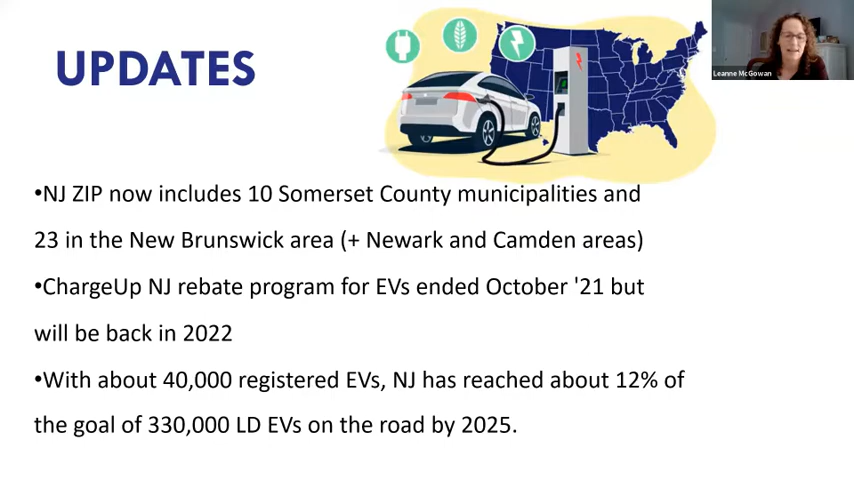 UPDATES
Leanne McGowan
•NJ ZIP now includes 10 Somerset County municipalities and
23 in the New Brunswick area (+ Newark and Camden areas)
•ChargeUp NJ rebate program for EVs ended October '21 but
will be back in 2022
•With about 40,000 registered EVs, NJ has reached about 12% of
the goal of 330,000 LD EVs on the road by 2025.